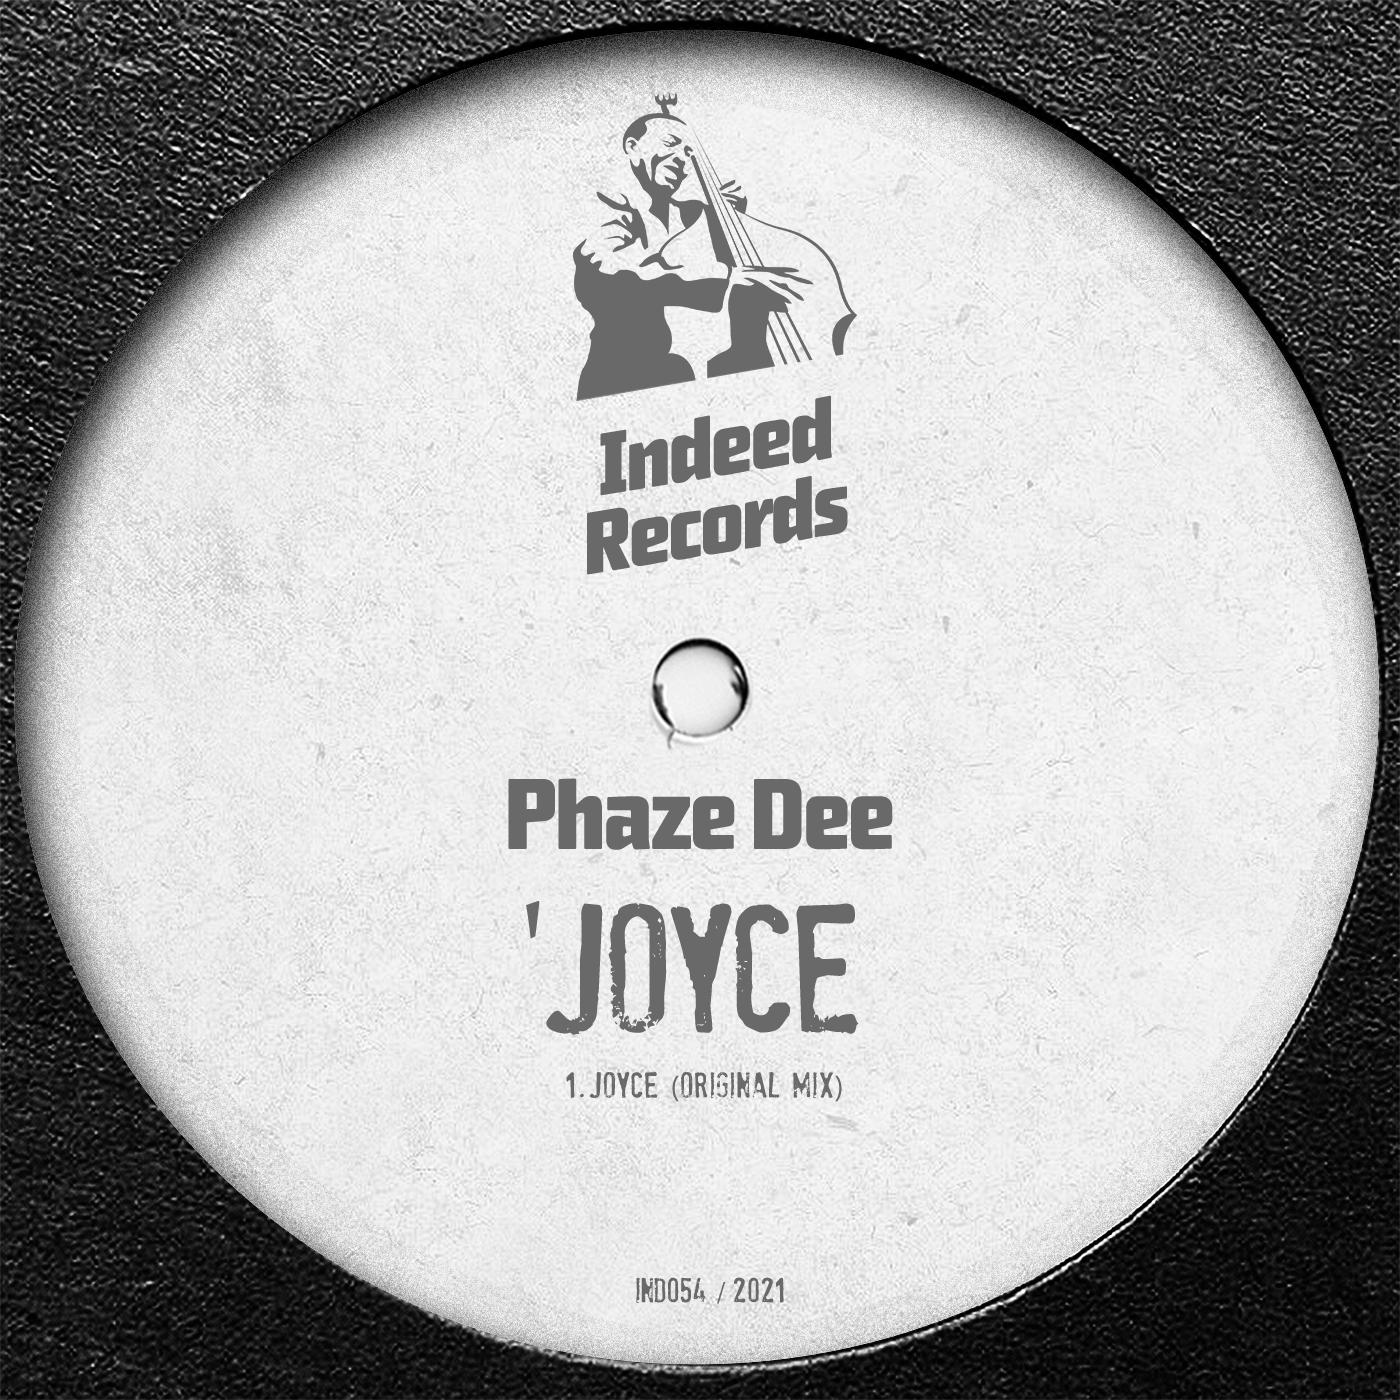 Indeed
Records
Phaze Dee
'JOYCE
1. JOYCE (ORIGINAL MIX)
IND054 / 2021